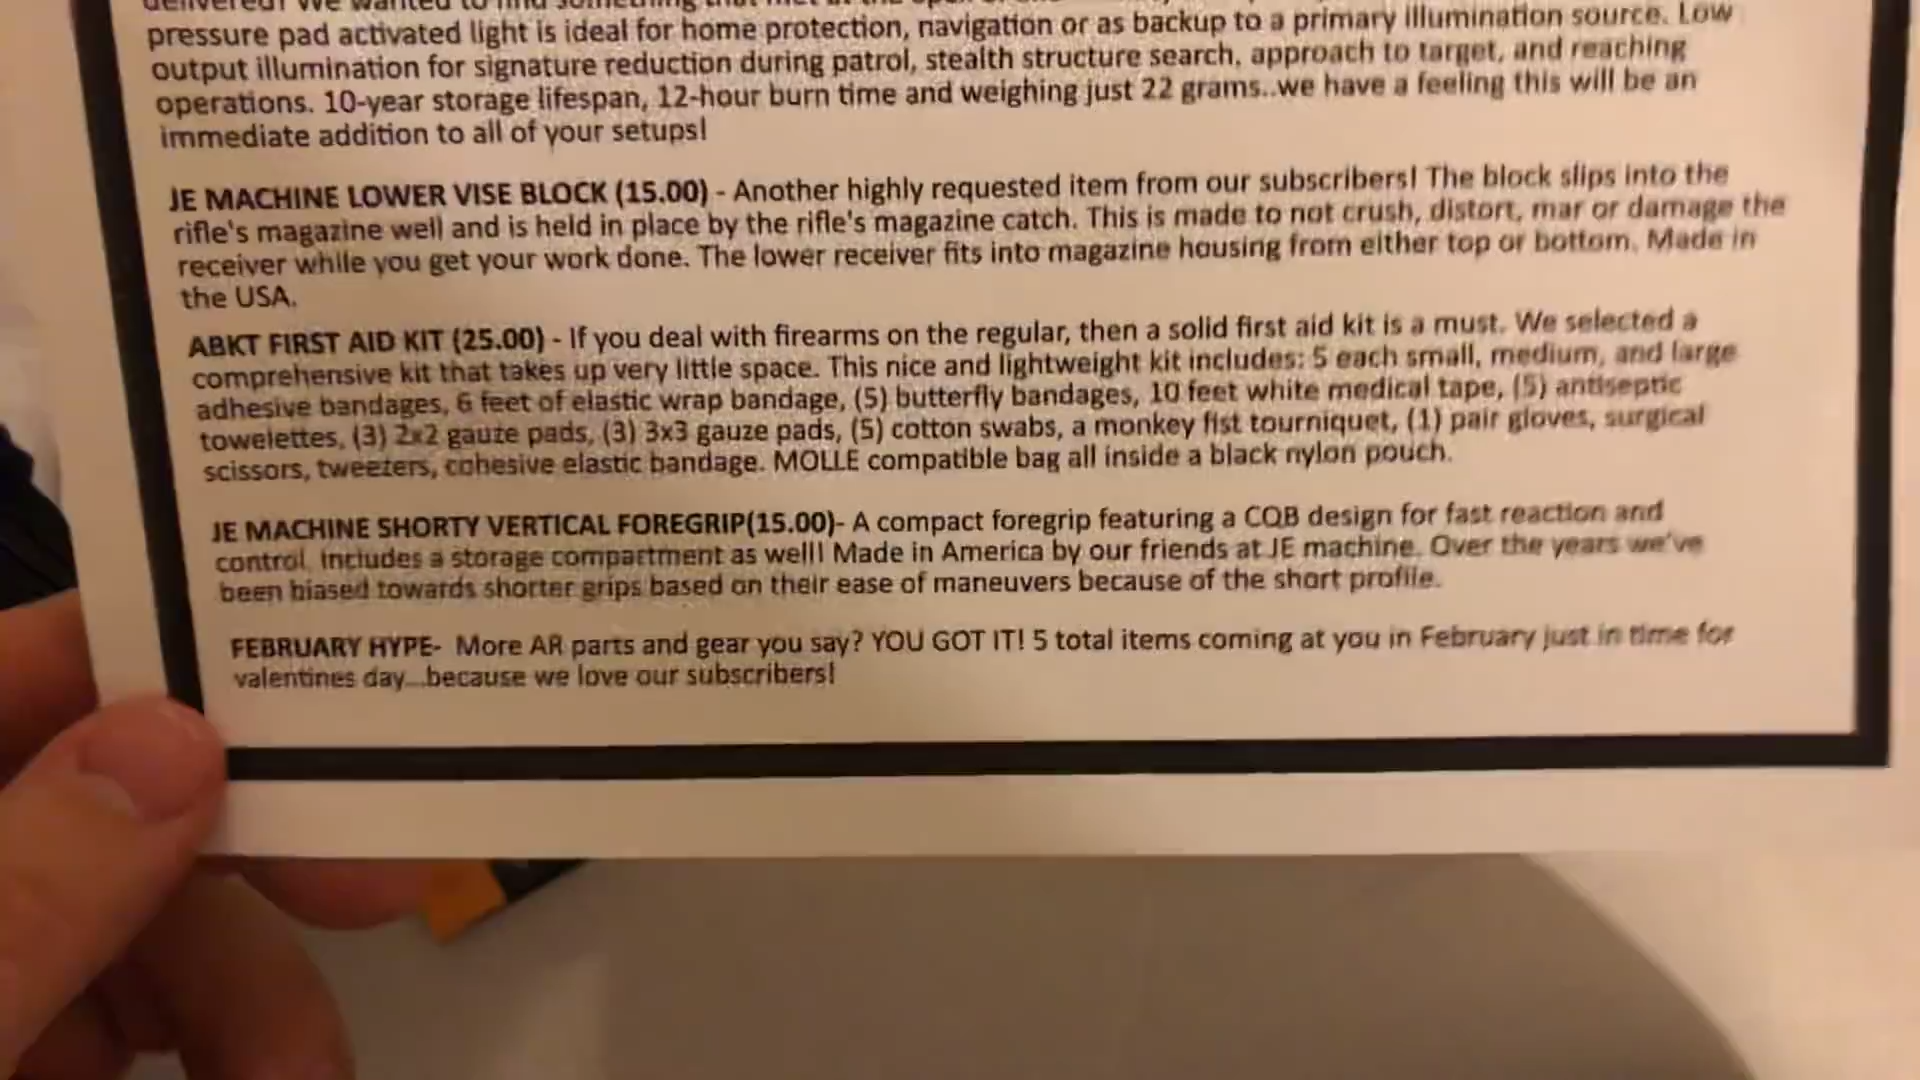 pressure pad activated light is ideal for home protection, navigation or as backup to a primary illumination source. Low
output illumination for signature reduction during patrol, stealth structure search, approach to target, and reaching
operations. 10-year storage lifespan, 12-hour burn time and weighing just 22 grams..we have a feeling this will be an
immediate addition to all of your setups!
JE MACHINE LOWER VISE BLOCK (15.00) - Another highly requested item from our subscribers! The block slips into the
rifle's magazine well and is held in place by the rifle's magazine catch. This is made to not crush, distort, mar or damage the
receiver while you get your work done. The lower receiver fits into magazine housing from either top or bottom. Made in
the USA.
ABKT FIRST AID KIT (25.00) - If you deal with firearms on the regular, then a solid first aid kit is a must. We selected a
comprehensive kit that takes up very little space. This nice and lightweight kit includes: 5 each small, medium, and large
adhesive bandages, 6 feet of elastic wrap bandage, (5) butterfly bandages, 10 feet white medical tape, (5) antiseptic
towelettes, (3) 2x2 gauze pads, (3) 3x3 gauze pads, (5) cotton swabs, a monkey fist tourniquet, (1) pair gloves, surgical
scissors, tweezers, cohesive elastic bandage. MOLLE compatible bag all inside a black nylon pouch.
JE MACHINE SHORTY VERTICAL FOREGRIP(15.00)- A compact foregrip featuring a CQB design for fast reaction and
control. Includes a storage compartment as well! Made in America by our friends at JE machine. Over the years we've
been biased towards shorter grips based on their ease of maneuvers because of the short profile.
FEBRUARY HYPE- More AR parts and gear you say? YOU GOT IT! 5 total items coming at you in February just in time for
valentines day...because we love our subscribers!